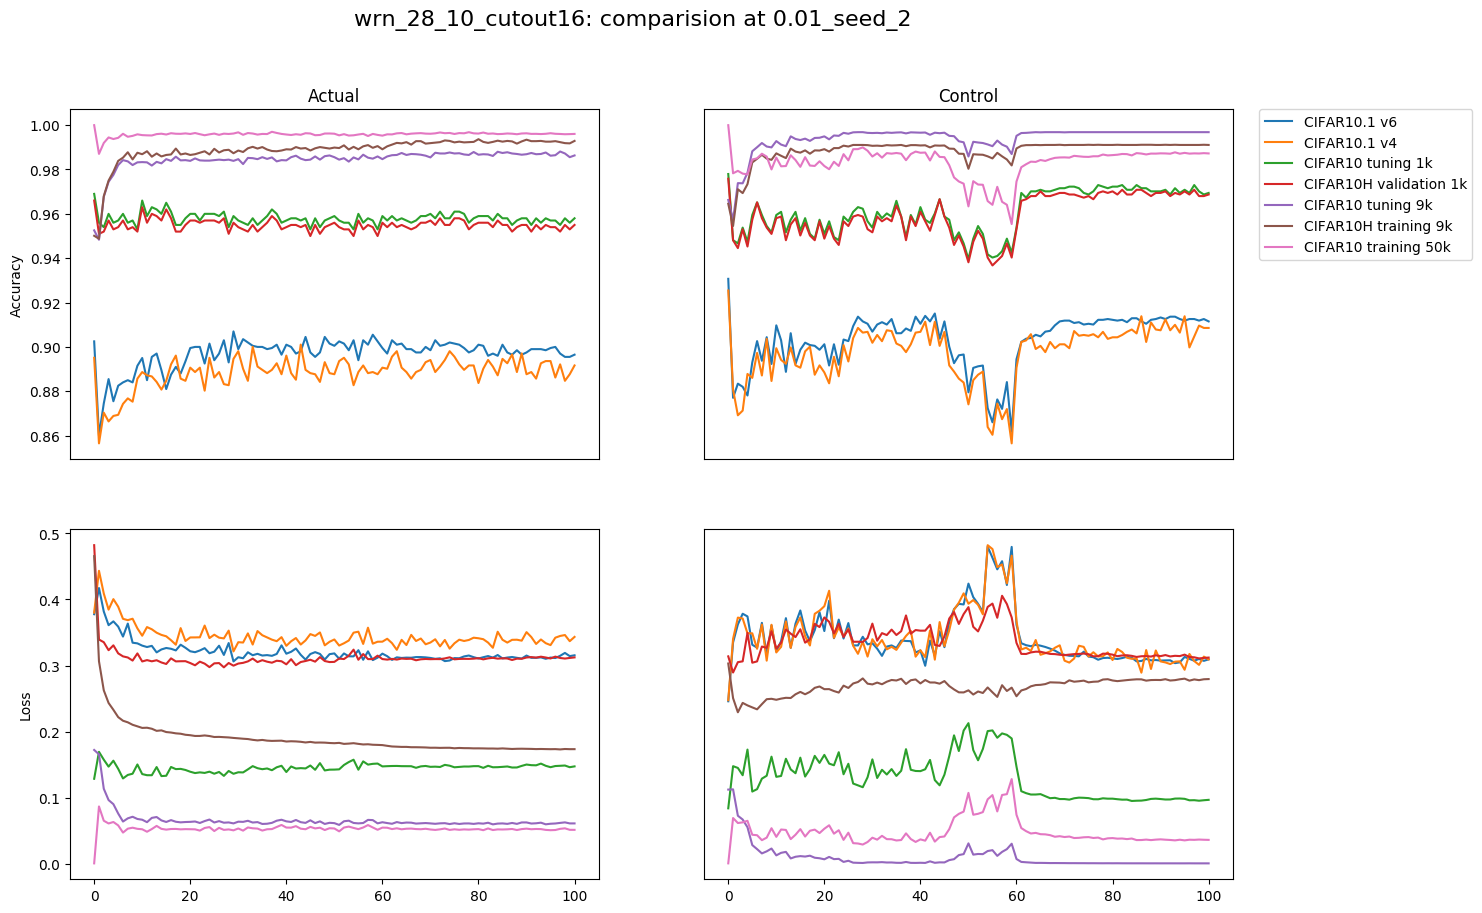 wrn_28_10_cutout16: comparision at 0.01_seed_2
Actual
Control
Accuracy
1.00
0.98
0.96
0.94
0.92
0.90
0.88
0.86
CIFAR10.1 v6
CIFAR10.1 v4
CIFAR10 tuning 1k
CIFAR10H validation 1k
CIFAR10 tuning 9k
CIFAR10H training 9k
CIFAR10 training 50k
Loss
0.5
0.4
0.3
0.2
0.1
0.0
0 20 40 60 80 100
0 20 40 60 80 100